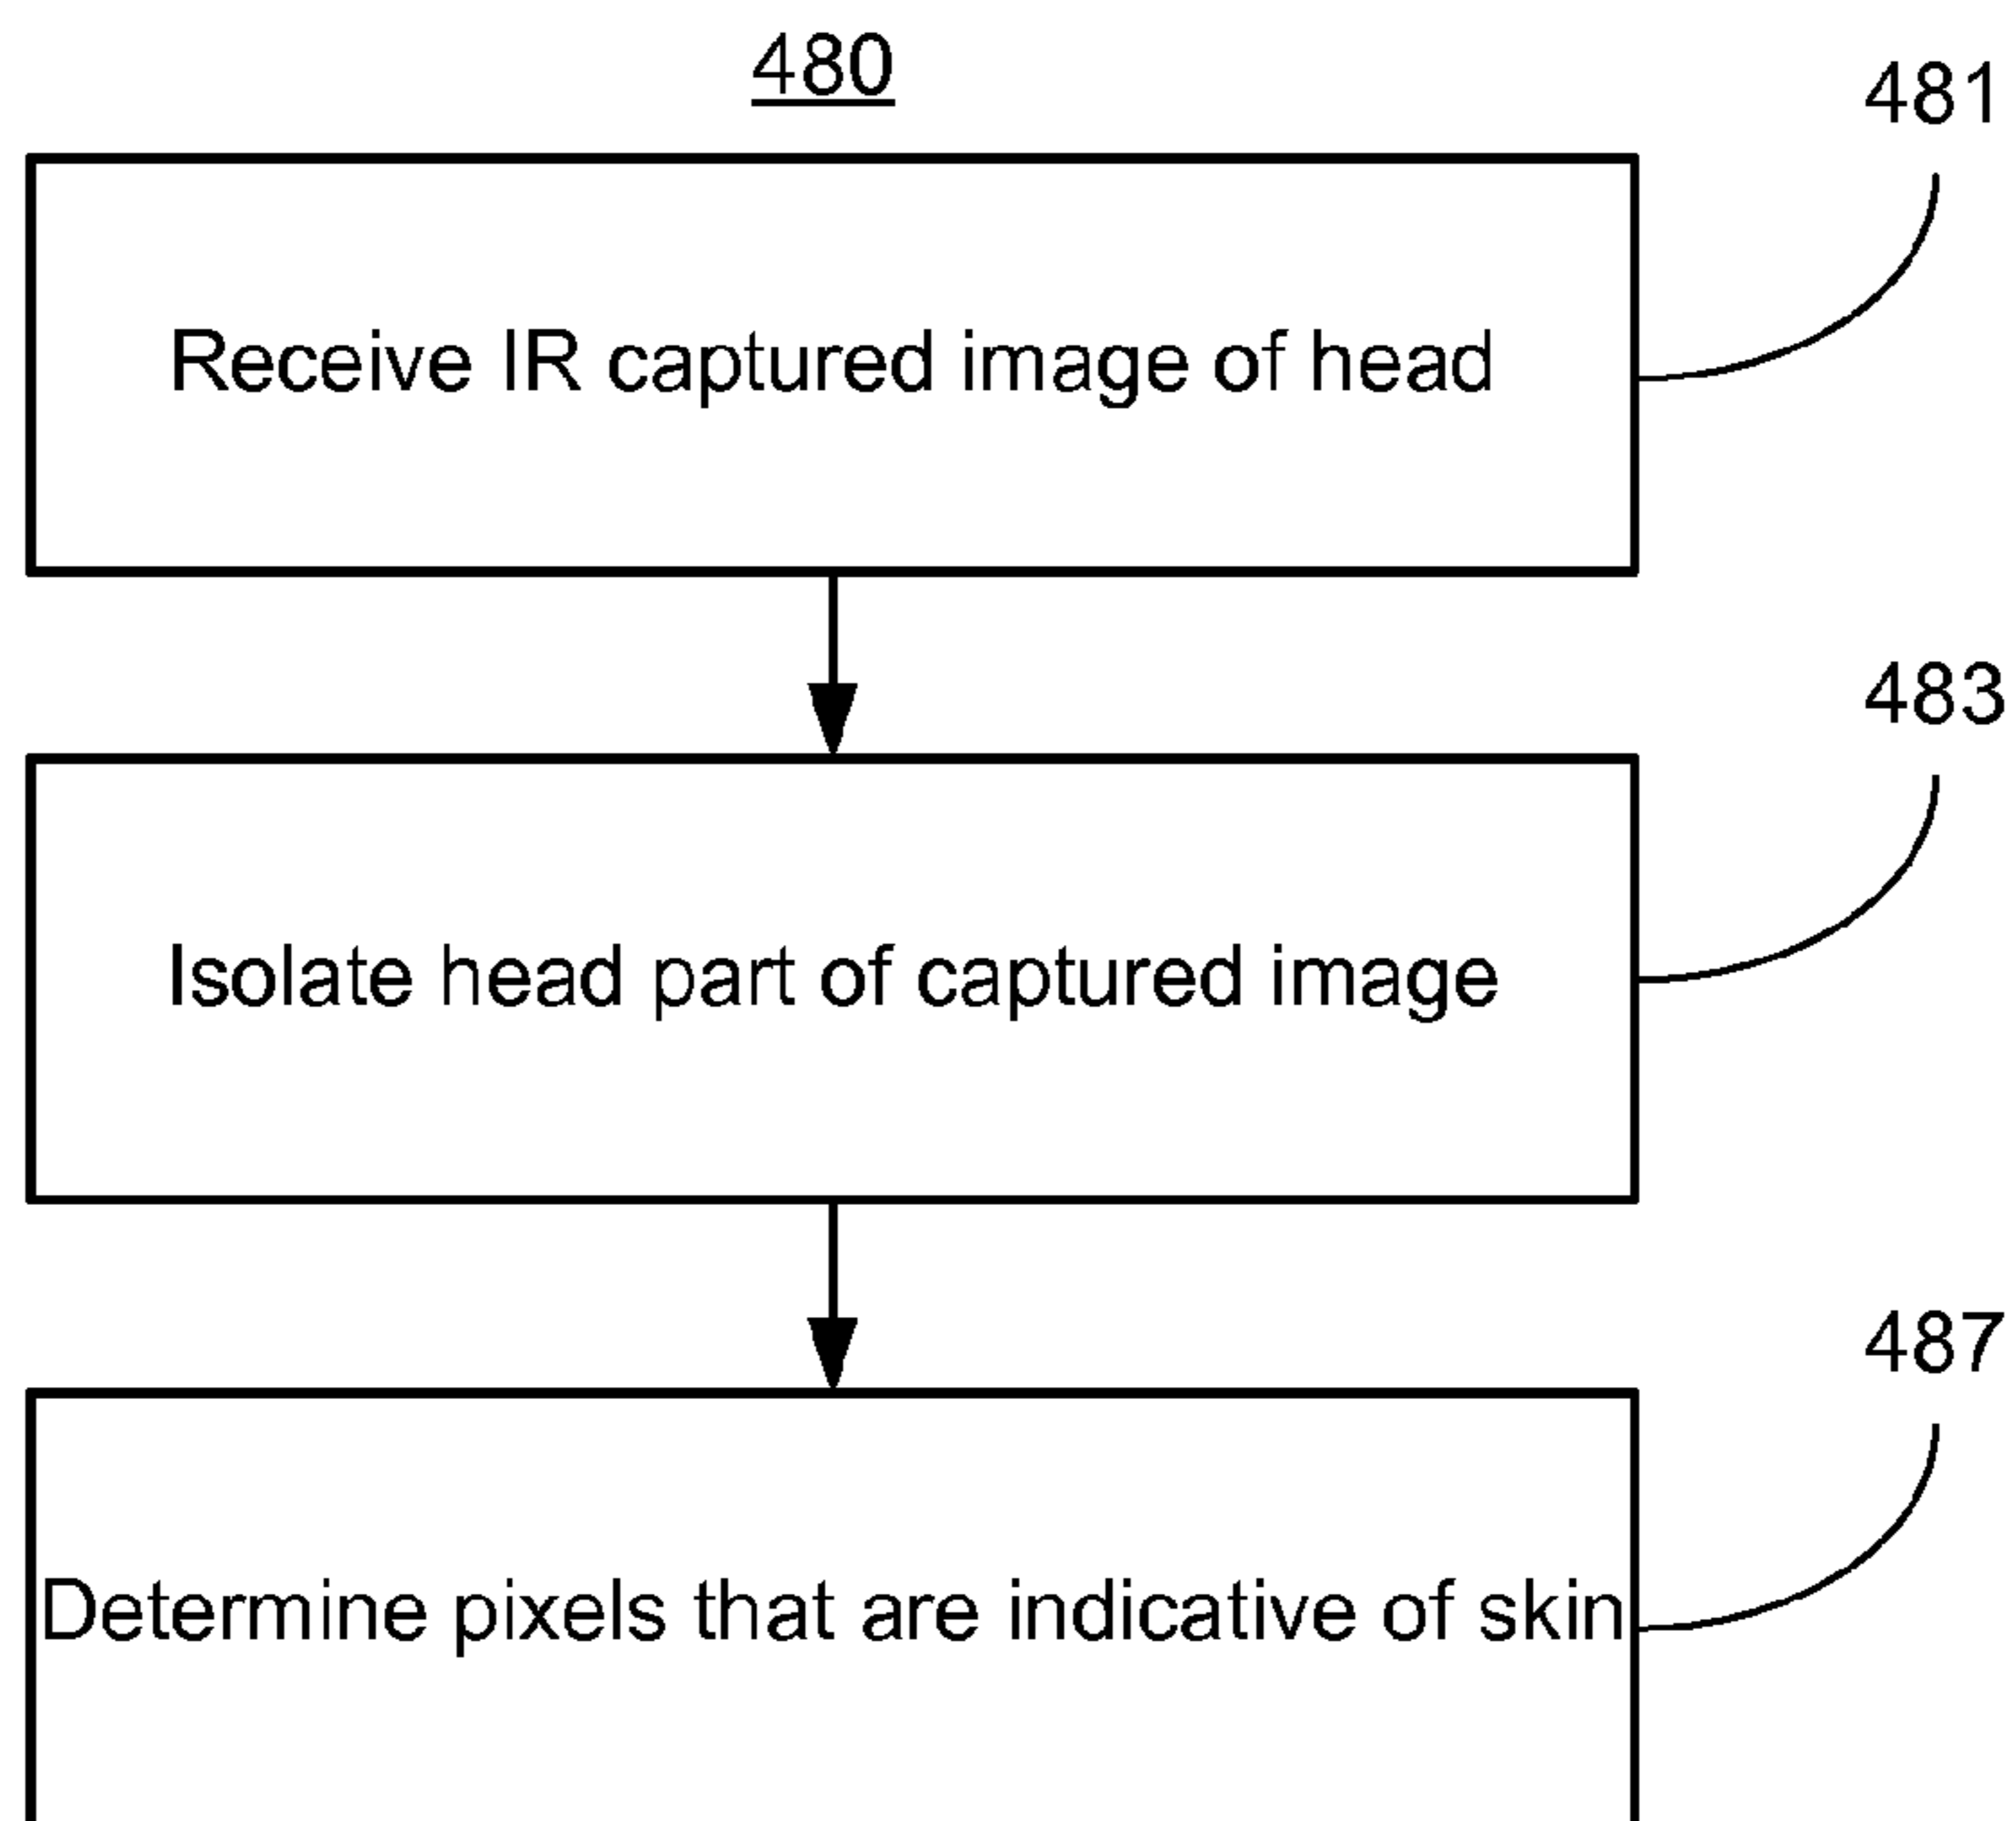 480
481
Receive IR captured image of head
483
Isolate head part of captured image
487
Determine pixels that are indicative of skin